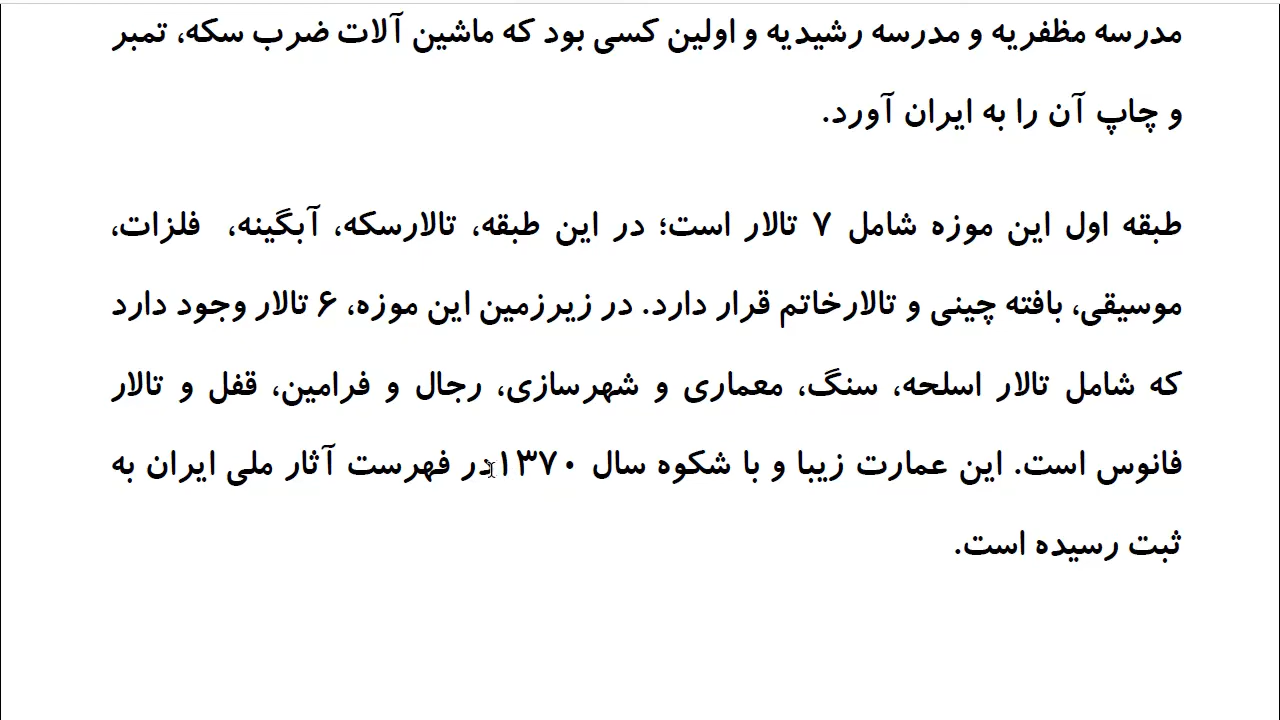 مدرسه مظفریه و مدرسه رشیدیه و اولین کسی بود که ماشین آلات ضرب سکه، تمبر
و چاپ آن را به ایران آورد.
طبقه اول این موزه شامل ۷ تالار است؛ در این طبقه، تالارسکه، آبگینه، فلزات،
موسیقی، بافته چینی و تالارخاتم قرار دارد. در زیرزمین این موزه، ۶ تالار وجود دارد
که شامل تالار اسلحه، سنگ، معماری و شهرسازی، رجال و فرامین، قفل و تالار
فانوس است. این عمارت زیبا و با شکوه سال ۱۳۷۰در فهرست آثار ملی ایران به
ثبت رسیده است.